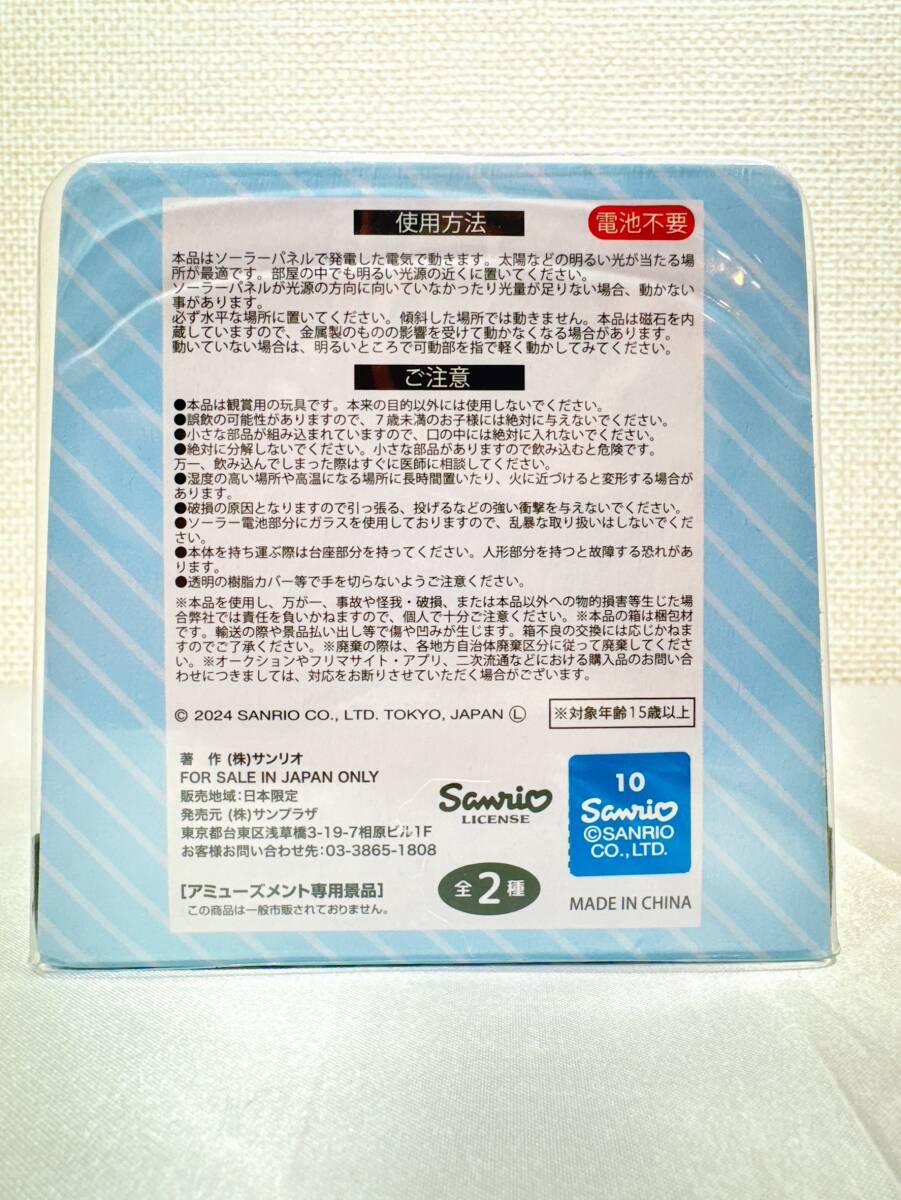 使用方法
電池不要
本品はソーラーパネルで発電した電気で動きます。太陽などの明るい光が当たる場
所が最適です。部屋の中でも明るい光源の近くに置いてください。
ソーラーパネルが光源の方向に向いていなかったり光量が足りない場合、動かない
事があります。
必ず水平な場所に置いてください。傾斜した場所では動きません。本品は磁石を内
蔵していますので、金属製のものの影響を受けて動かなくなる場合があります。
動いていない場合は、明るいところで可動部を指で軽く動かしてみてください。
ご注意
●本品は観賞用の玩具です。本来の目的以外には使用しないでください。
●誤飲の可能性がありますので、7歳未満のお子様には絶対に与えないでください。
●小さな部品が組み込まれていますので、口の中には絶対に入れないでください。
●絶対に分解しないでください。小さな部品がありますので飲み込むと危険です。
万一、飲み込んでしまった際はすぐに医師に相談してください。
●湿度の高い場所や高温になる場所に長時間置いたり、火に近づけると変形する場合が
あります。
●破損の原因となりますので引っ張る、投げるなどの強い衝撃を与えないでください。
●ソーラー電池部分にガラスを使用しておりますので、乱暴な取り扱いはしないでくだ
さい。
●本体を持ち運ぶ際は台座部分を持ってください。人形部分を持つと故障する恐れがあ
ります。
●透明の樹脂カバー等で手を切らないようご注意ください。
※本品を使用し、万が一、事故や怪我・破損、または本品以外への物的損害等生じた場
合弊社では責任を負いかねますので、個人で十分ご注意ください。※本品の箱は梱包材
です。輸送の際や景品払い出し等で傷や凹みが生じます。箱不良の交換には応じかねま
すのでご了承ください。※廃棄の際は、各地方自治体廃棄区分に従って廃棄してくださ
い。※オークションやフリマサイト・アプリ、二次流通などにおける購入品のお問い合
わせにつきましては、対応をお断りさせていただく場合がございます。
© 2024 SANRIO CO., LTD. TOKYO, JAPAN Ⓛ
※対象年齢15歳以上
著 作 (株)サンリオ
FOR SALE IN JAPAN ONLY
販売地域:日本限定
発売元 (株)サンプラザ
東京都台東区浅草橋3-19-7相原ビル1F
お客様お問い合わせ先:03-3865-1808
Sanrio
LICENSE
10
Sanrio
©SANRIO
CO.,LTD.
[アミューズメント専用景品]
この商品は一般市販されておりません。
全2種
MADE IN CHINA